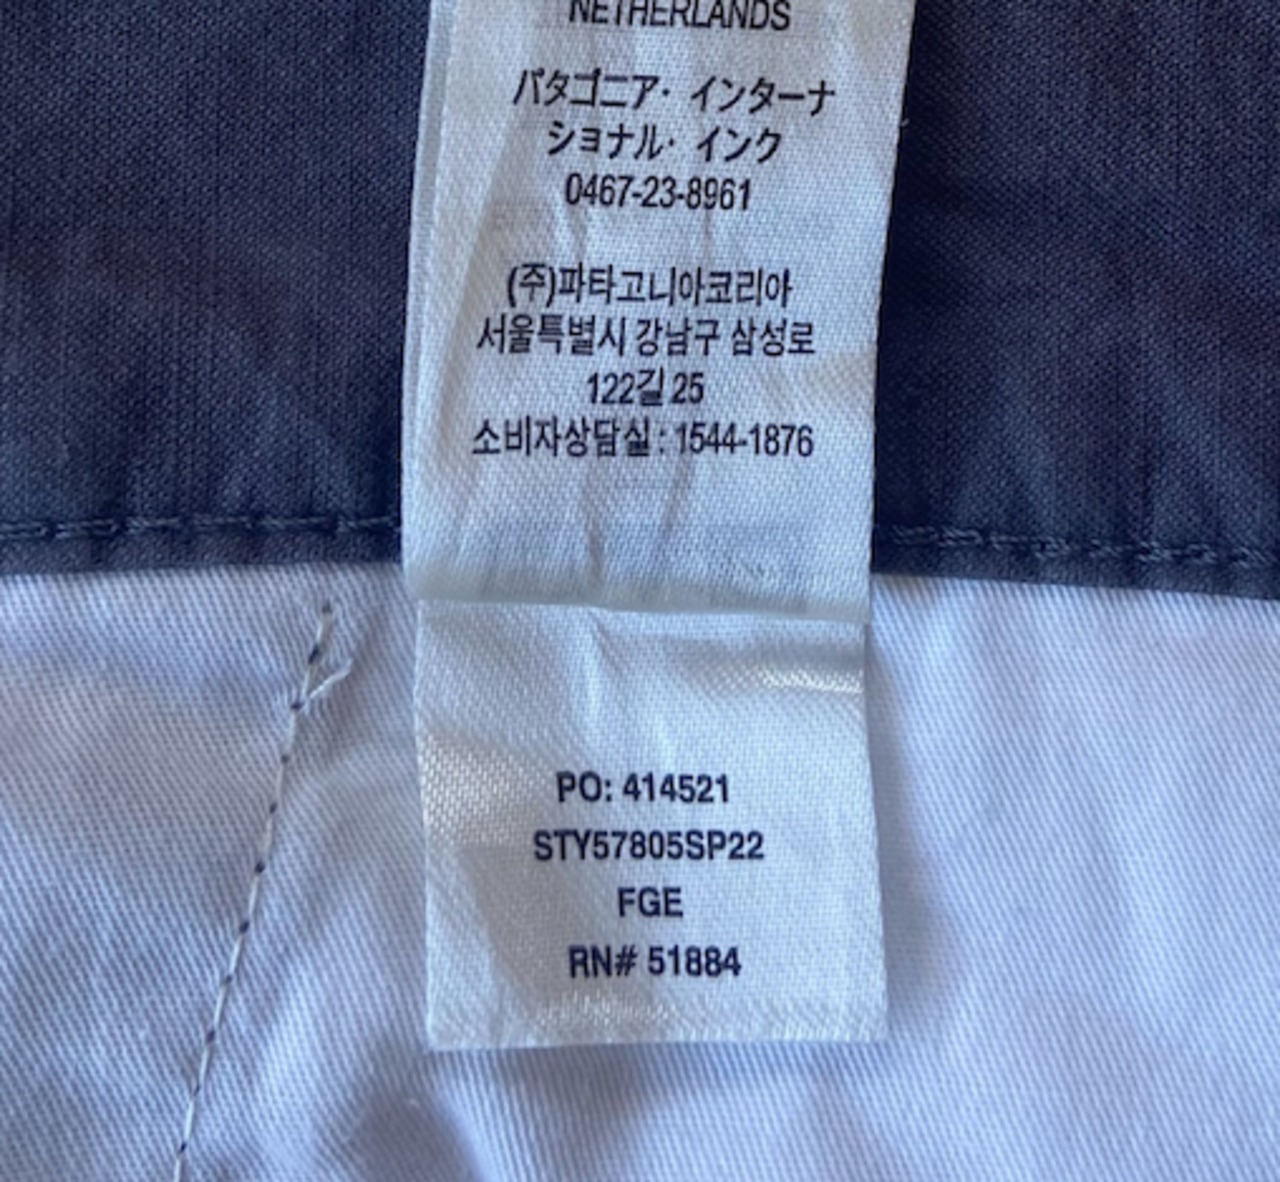 NETHERLANDS
パタゴニア・インターナ
ショナル・インク
0467-23-8961
(주)파타고니아코리아
서울특별시 강남구 삼성로
122길 25
소비자상담실 : 1544-1876
PO: 414521
STY57805SP22
FGE
RN# 51884